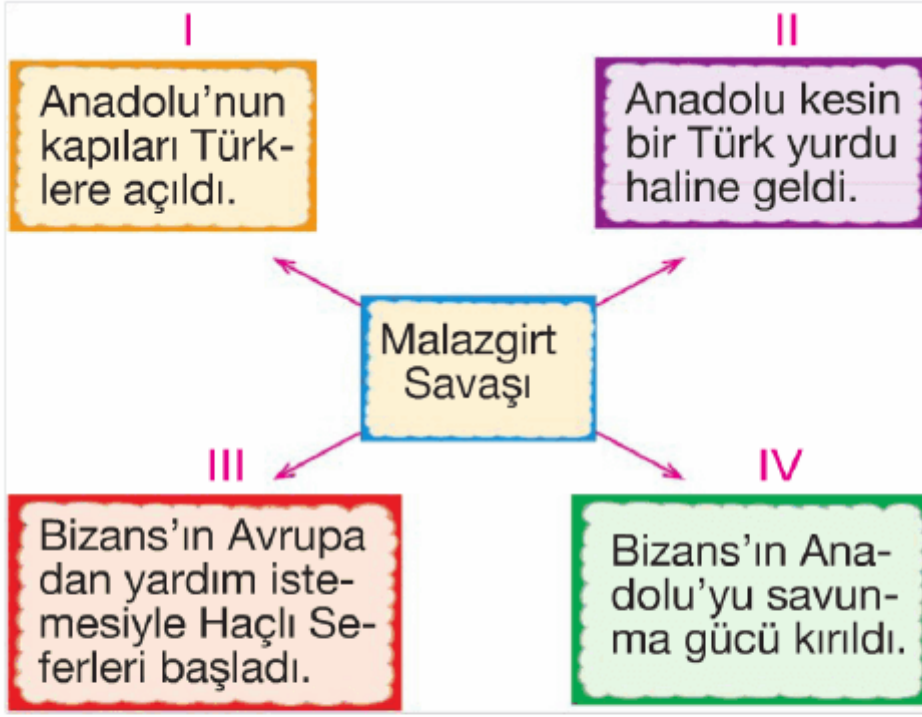 I
Anadolu'nun
kapıları Türk-
lere açıldı.
II
Anadolu kesin
bir Türk yurdu
haline geldi.
Malazgirt
Savaşı
III
Bizans'ın Avrupa
dan yardım iste-
mesiyle Haçlı Se-
ferleri başladı.
IV
Bizans'ın Ana-
dolu'yu savun-
ma gücü kırıldı.